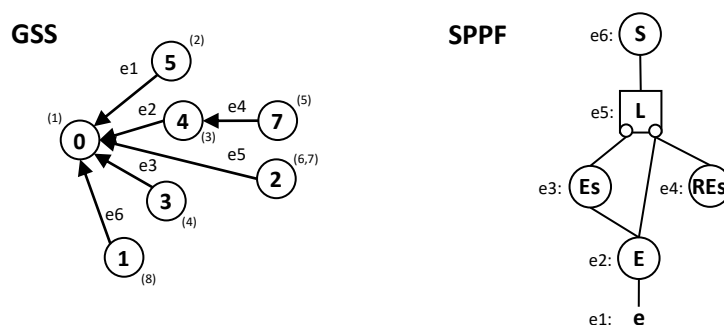 GSS
SPPF
5 (2)
e1
(1) 0
e2
4 (3)
e4
7 (5)
e5
2 (6,7)
e3
3 (4)
e6
1 (8)
e6: S
e5: L
e3: Es
e4: REs
e2: E
e1: e